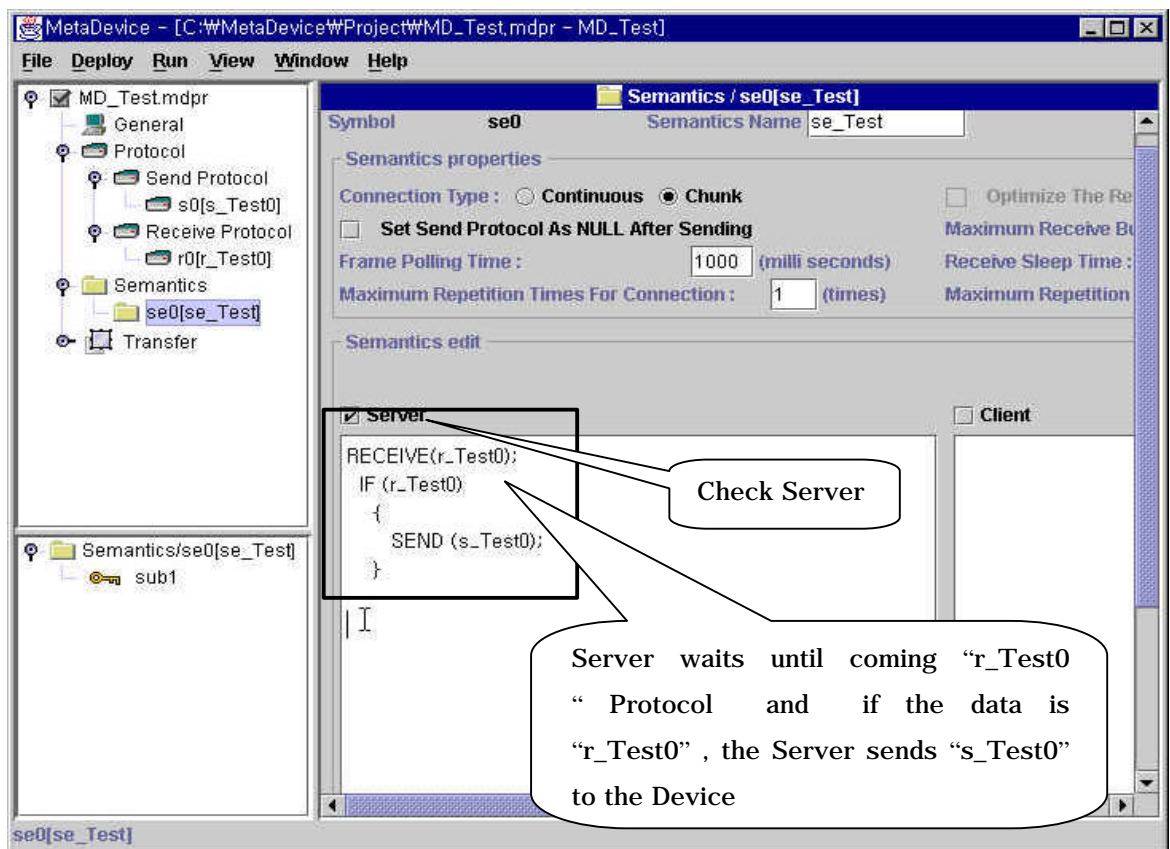 MetaDevice - [C:₩MetaDevice₩Project₩MD_Test,mdpr - MD_Test]
File Deploy Run View Window Help
MD_Test.mdpr
General
Protocol
Send Protocol
s0[s_Test0]
Receive Protocol
r0[r_Test0]
Semantics
se0[se_Test]
Transfer
Semantics/se0[se_Test]
sub1
Semantics / se0[se_Test]
Symbol se0 Semantics Name se_Test
Semantics properties
Connection Type : Continuous Chunk Optimize The Re
Set Send Protocol As NULL After Sending Maximum Receive Bu
Frame Polling Time : 1000 (milli seconds) Receive Sleep Time :
Maximum Repetition Times For Connection : 1 (times) Maximum Repetition
Semantics edit
Server Client
RECEIVE(r_Test0);
IF (r_Test0)
{
SEND (s_Test0);
}
Check Server
Server waits until coming “r_Test0
“ Protocol and if the data is
“r_Test0” , the Server sends “s_Test0”
to the Device
se0[se_Test]